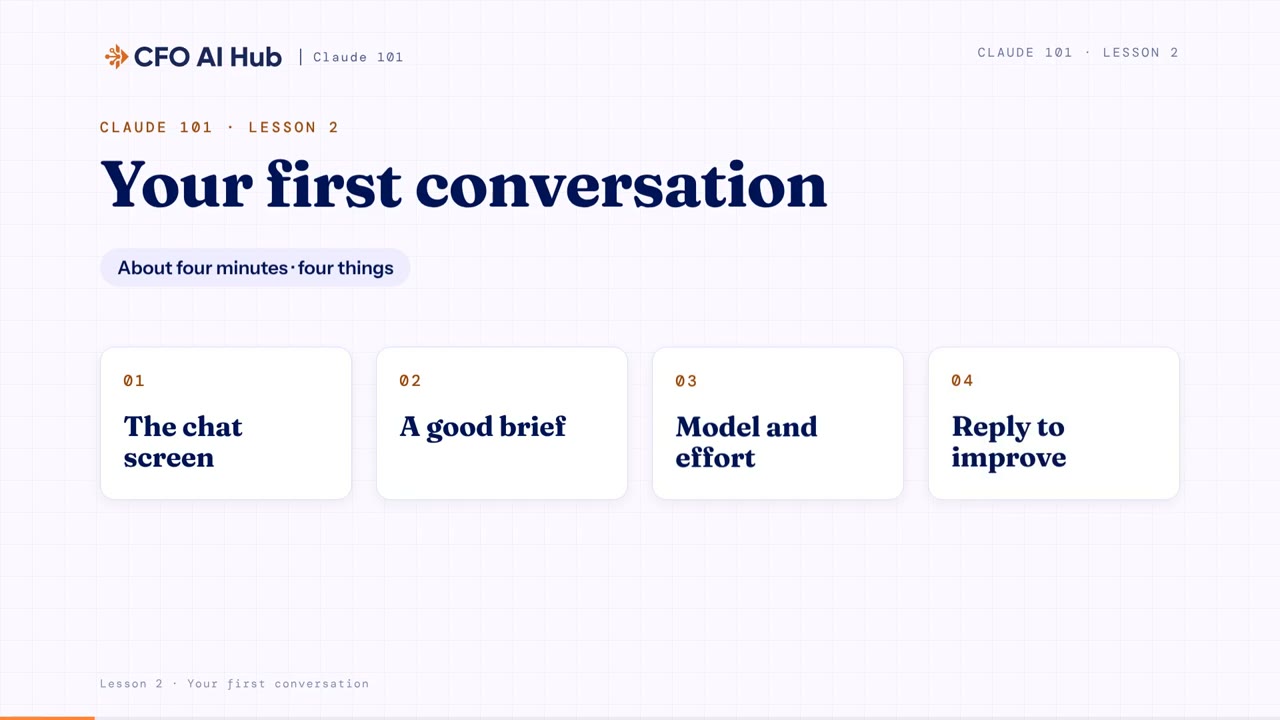 CFO AI Hub | Claude 101
CLAUDE 101 · LESSON 2
CLAUDE 101 · LESSON 2
Your first conversation
About four minutes · four things
01
The chat
screen
02
A good brief
03
Model and
effort
04
Reply to
improve
Lesson 2 · Your first conversation